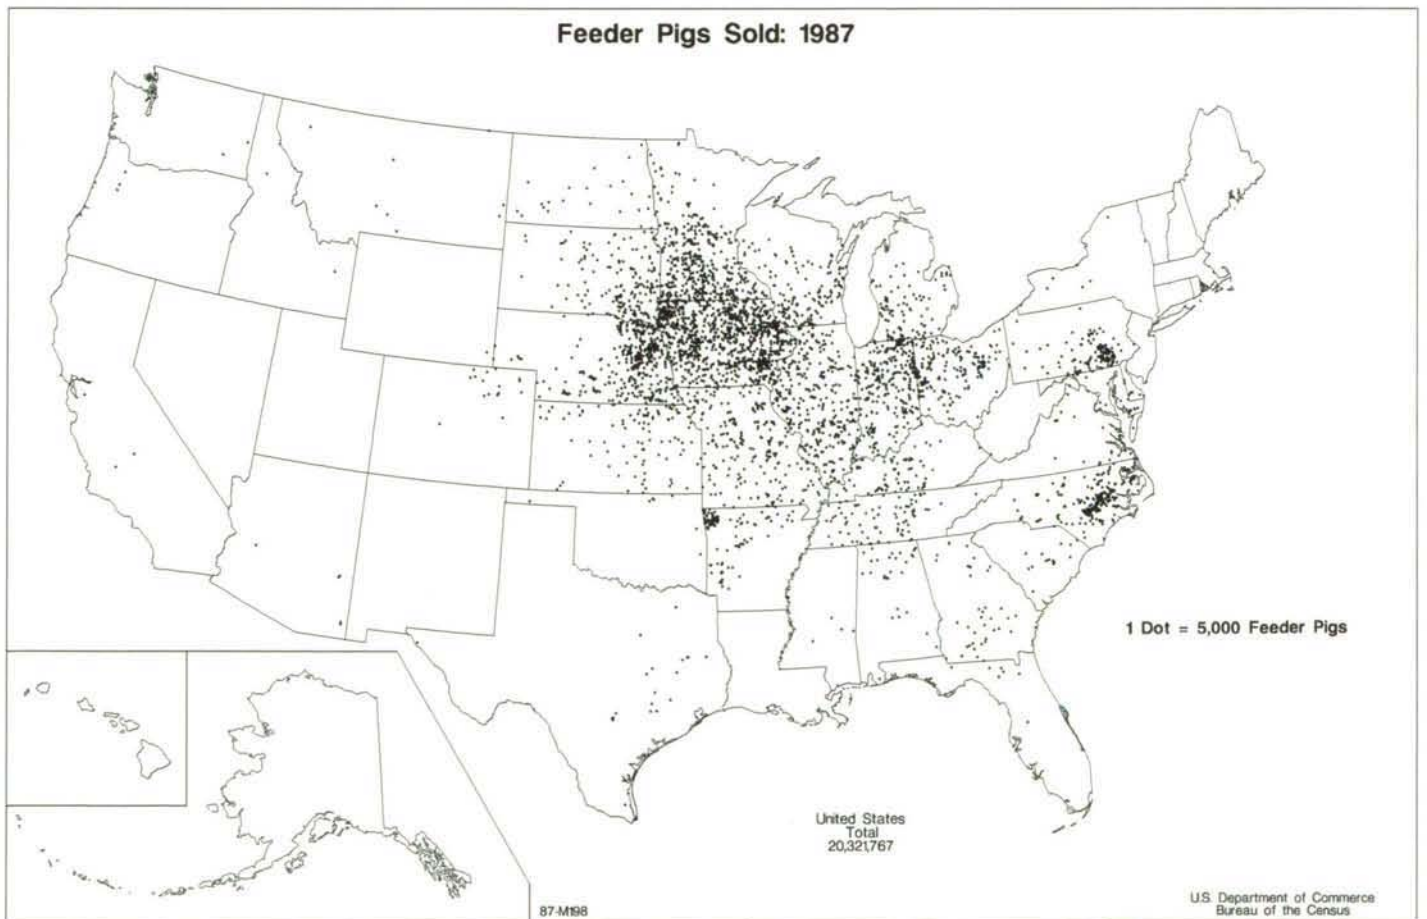 Feeder Pigs Sold: 1987
1 Dot = 5,000 Feeder Pigs
United States
Total
20,321,767
87-M198
U.S. Department of Commerce
Bureau of the Census